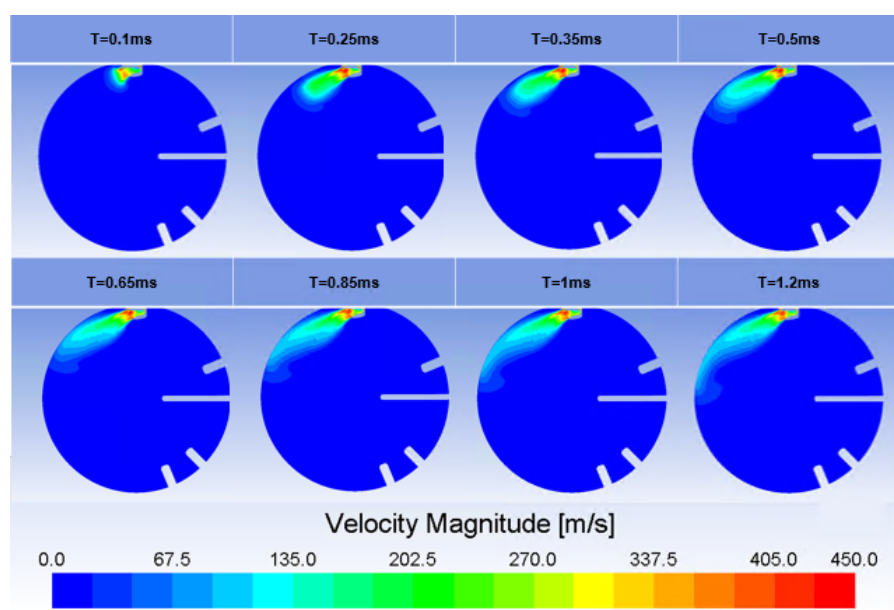 T=0.1ms T=0.25ms T=0.35ms T=0.5ms
T=0.65ms T=0.85ms T=1ms T=1.2ms
Velocity Magnitude [m/s]
0.0 67.5 135.0 202.5 270.0 337.5 405.0 450.0